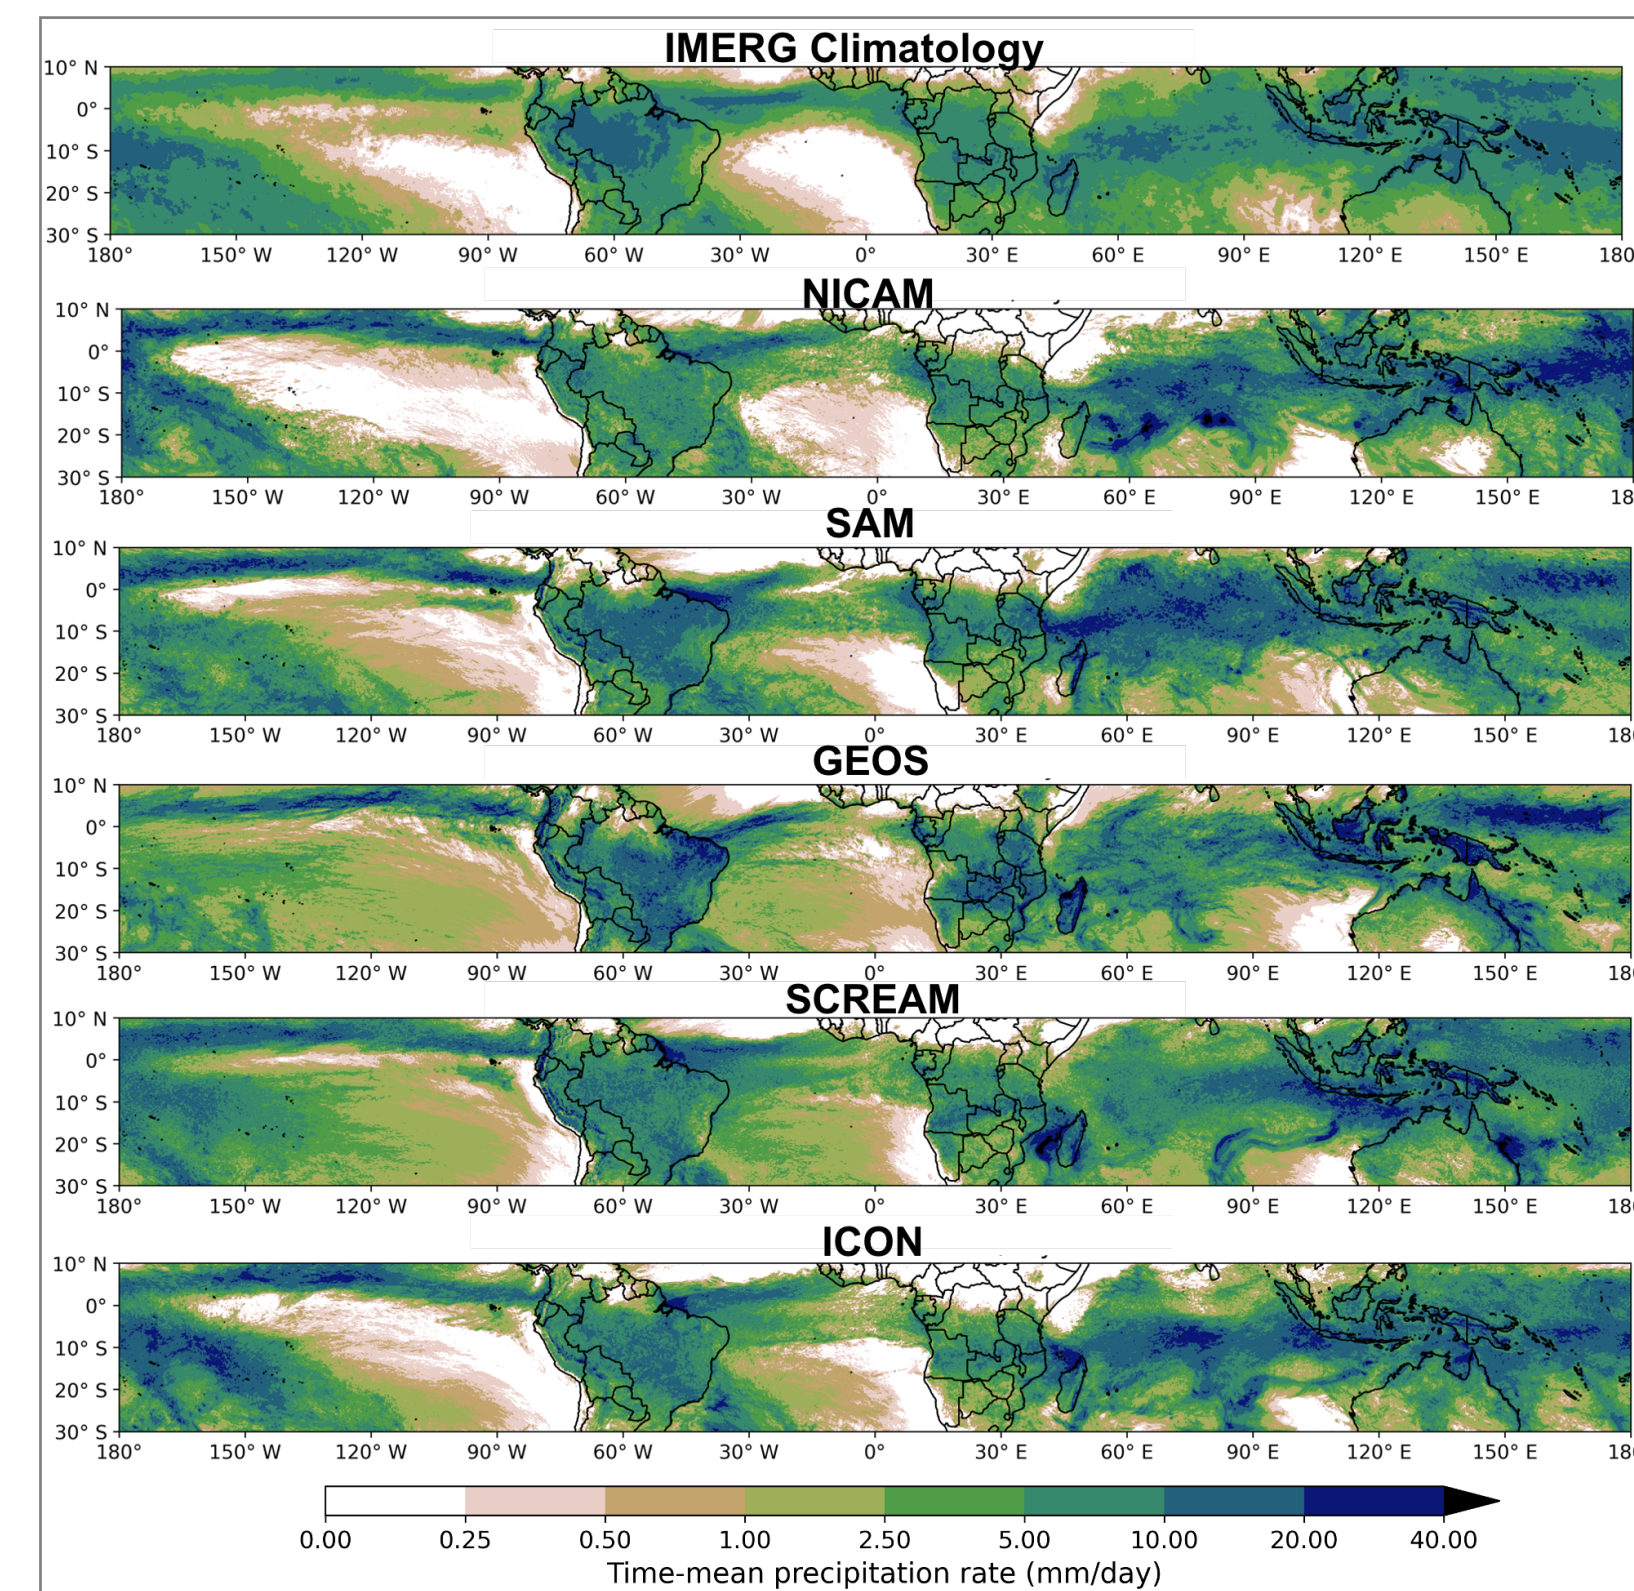 IMERG Climatology
10° N
0°
10° S
20° S
30° S
180° 150° W 120° W 90° W 60° W 30° W 0° 30° E 60° E 90° E 120° E 150° E 180
NICAM
10° N
0°
10° S
20° S
30° S
180° 150° W 120° W 90° W 60° W 30° W 0° 30° E 60° E 90° E 120° E 150° E 18
SAM
10° N
0°
10° S
20° S
30° S
180° 150° W 120° W 90° W 60° W 30° W 0° 30° E 60° E 90° E 120° E 150° E 18
GEOS
10° N
0°
10° S
20° S
30° S
180° 150° W 120° W 90° W 60° W 30° W 0° 30° E 60° E 90° E 120° E 150° E 18
SCREAM
10° N
0°
10° S
20° S
30° S
180° 150° W 120° W 90° W 60° W 30° W 0° 30° E 60° E 90° E 120° E 150° E 18
ICON
10° N
0°
10° S
20° S
30° S
180° 150° W 120° W 90° W 60° W 30° W 0° 30° E 60° E 90° E 120° E 150° E 18
0.00 0.25 0.50 1.00 2.50 5.00 10.00 20.00 40.00
Time-mean precipitation rate (mm/day)